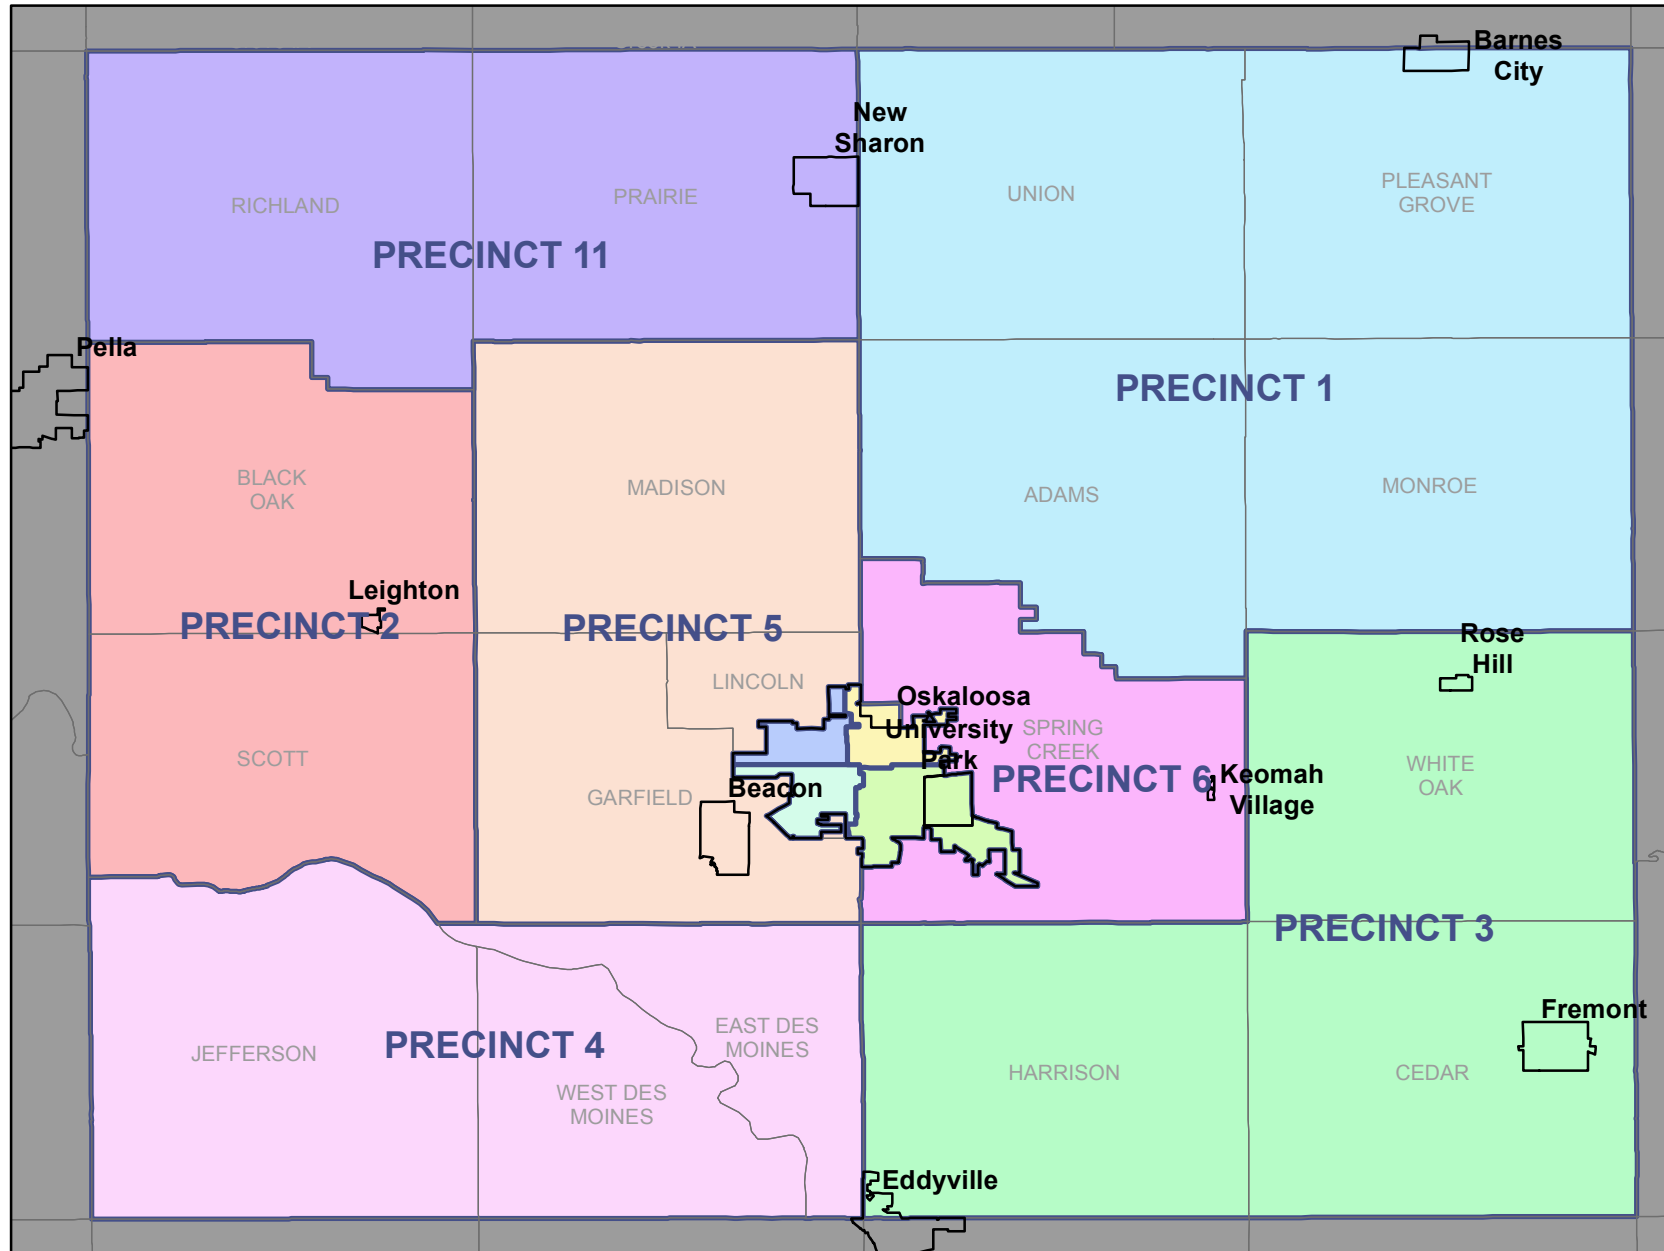 Barnes
City
New
Sharon
RICHLAND
PRAIRIE
UNION
PLEASANT
GROVE
PRECINCT 11
Pella
PRECINCT 1
BLACK
OAK
MADISON
ADAMS
MONROE
Leighton
PRECINCT 2
PRECINCT 5
Rose
Hill
LINCOLN
Oskaloosa
University
Park
SPRING
CREEK
SCOTT
GARFIELD
Beacon
PRECINCT 6
Keomah
Village
WHITE
OAK
PRECINCT 3
Fremont
JEFFERSON
PRECINCT 4
EAST DES
MOINES
WEST DES
MOINES
HARRISON
CEDAR
Eddyville